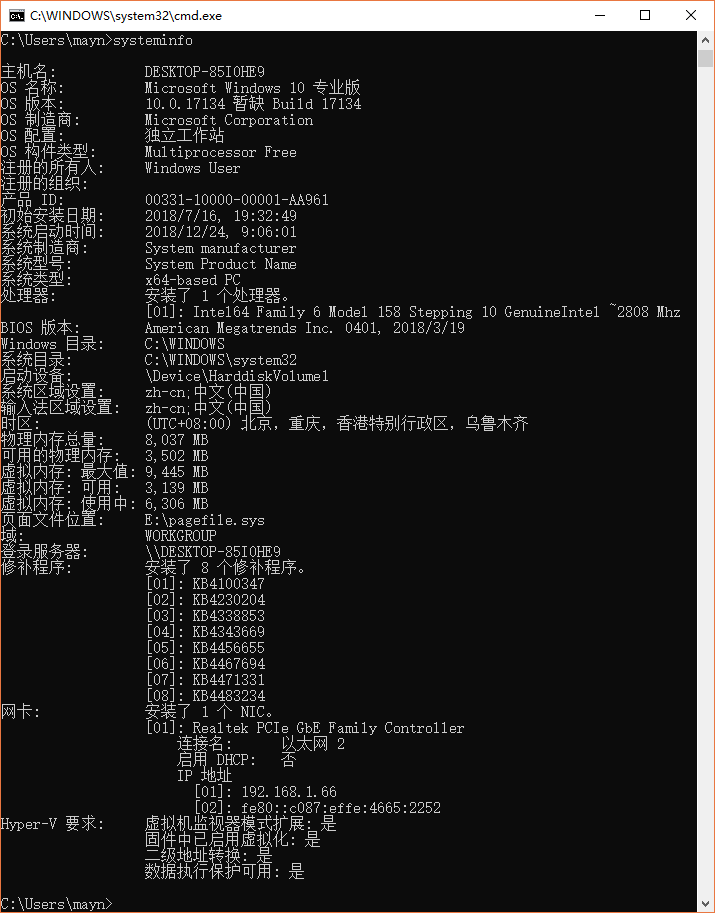 C:\WINDOWS\system32\cmd.exe
C:\Users\mayn>systeminfo
主机名: DESKTOP-85I0HE9
OS 名称: Microsoft Windows 10 专业版
OS 版本: 10.0.17134 暂缺 Build 17134
OS 制造商: Microsoft Corporation
OS 配置: 独立工作站
OS 构件类型: Multiprocessor Free
注册的所有人: Windows User
注册的组织:
产品 ID: 00331-10000-00001-AA961
初始安装日期: 2018/7/16, 19:32:49
系统启动时间: 2018/12/24, 9:06:01
系统制造商: System manufacturer
系统型号: System Product Name
系统类型: x64-based PC
处理器: 安装了 1 个处理器。
[01]: Intel64 Family 6 Model 158 Stepping 10 GenuineIntel ~2808 Mhz
BIOS 版本: American Megatrends Inc. 0401, 2018/3/19
Windows 目录: C:\WINDOWS
系统目录: C:\WINDOWS\system32
启动设备: \Device\HarddiskVolume1
系统区域设置: zh-cn;中文(中国)
输入法区域设置: zh-cn;中文(中国)
时区: (UTC+08:00) 北京，重庆，香港特别行政区，乌鲁木齐
物理内存总量: 8,037 MB
可用的物理内存: 3,502 MB
虚拟内存: 最大值: 9,445 MB
虚拟内存: 可用: 3,139 MB
虚拟内存: 使用中: 6,306 MB
页面文件位置: E:\pagefile.sys
域: WORKGROUP
登录服务器: \\DESKTOP-85I0HE9
修补程序: 安装了 8 个修补程序。
[01]: KB4100347
[02]: KB4230204
[03]: KB4338853
[04]: KB4343669
[05]: KB4456655
[06]: KB4467694
[07]: KB4471331
[08]: KB4483234
网卡: 安装了 1 个 NIC。
[01]: Realtek PCIe GbE Family Controller
连接名: 以太网 2
启用 DHCP: 否
IP 地址
[01]: 192.168.1.66
[02]: fe80::c087:effe:4665:2252
Hyper-V 要求: 虚拟机监视器模式扩展: 是
固件中已启用虚拟化: 是
二级地址转换: 是
数据执行保护可用: 是
C:\Users\mayn>